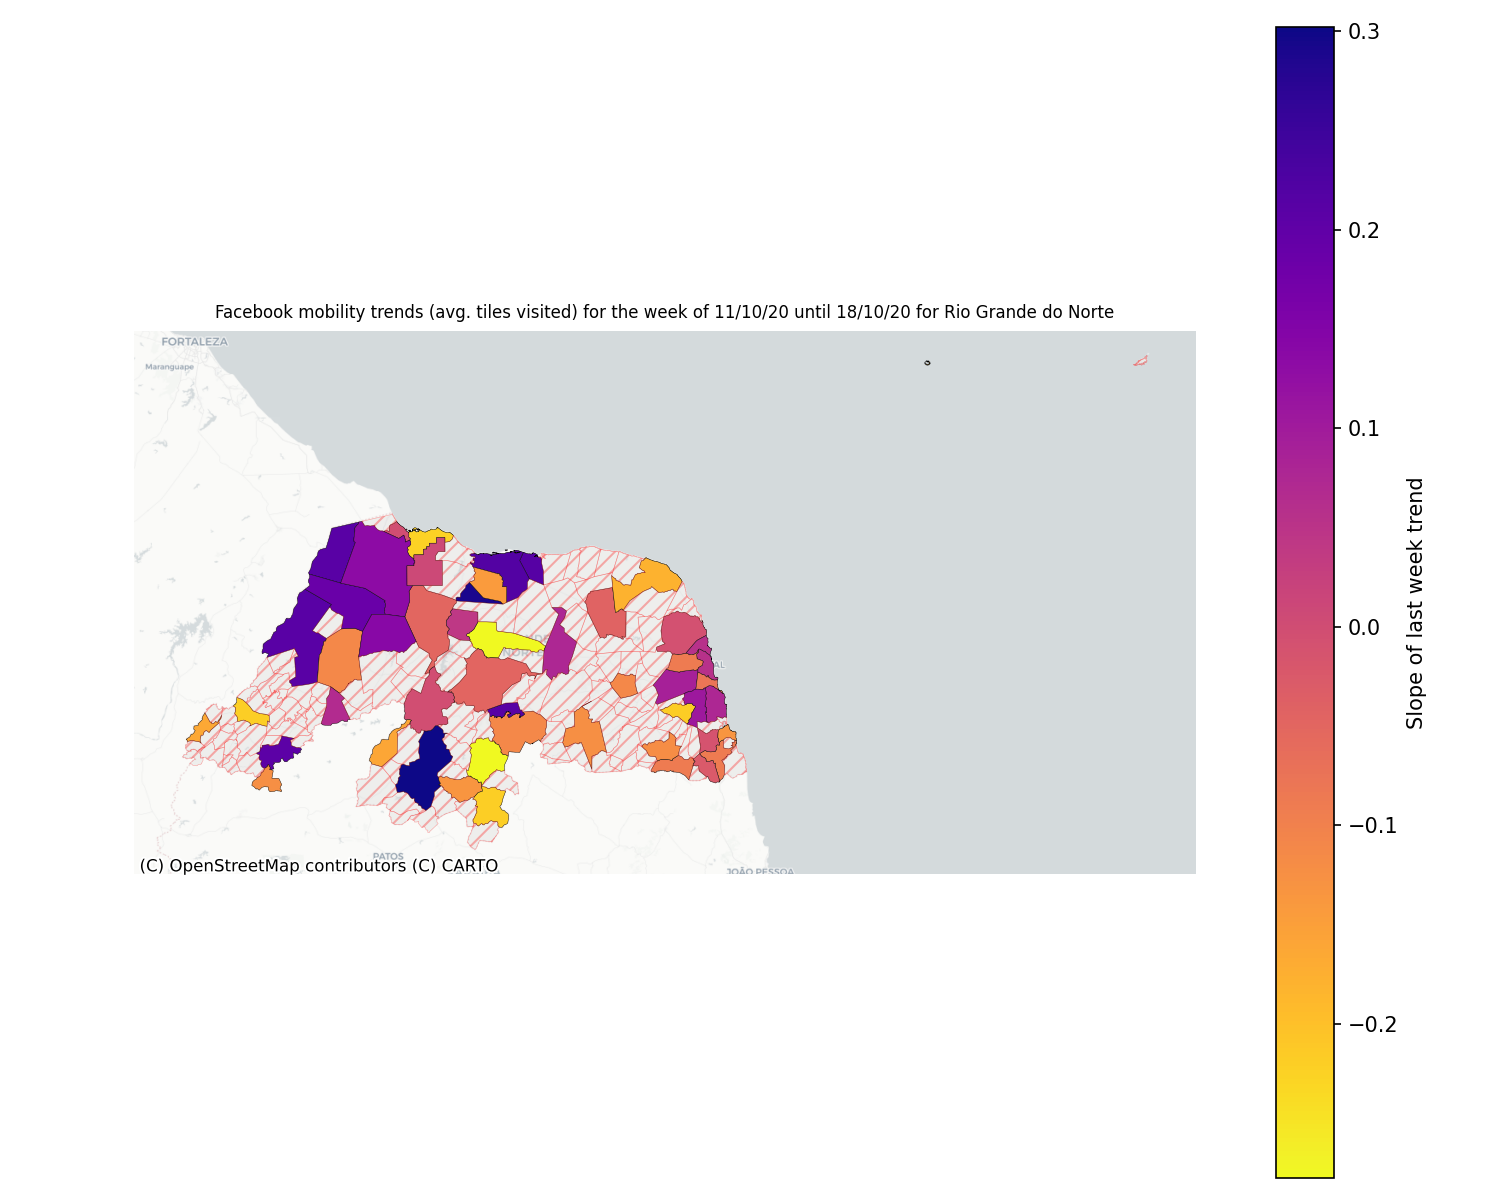 Facebook mobility trends (avg. tiles visited) for the week of 11/10/20 until 18/10/20 for Rio Grande do Norte
FORTALEZA
Maranguape
PATOS
JOÃO PESSOA
(C) OpenStreetMap contributors (C) CARTO
0.3
0.2
0.1
0.0
−0.1
−0.2
Slope of last week trend